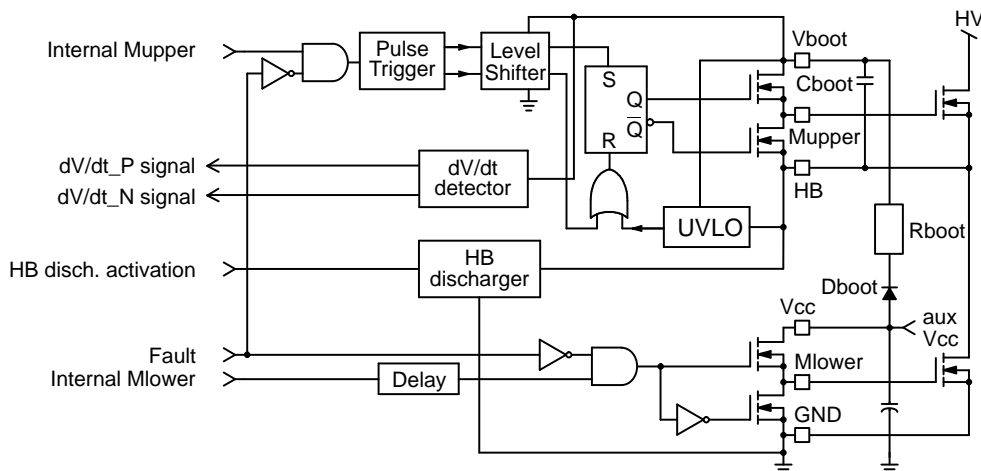 HV
Internal Mupper
Pulse
Trigger
Level
Shifter
Vboot
Cboot
S
Q
Q
R
Mupper
dV/dt_P signal
dV/dt_N signal
dV/dt
detector
HB
UVLO
Rboot
HB disch. activation
HB
discharger
Dboot
Vcc
aux
Vcc
Fault
Internal Mlower
Delay
Mlower
GND